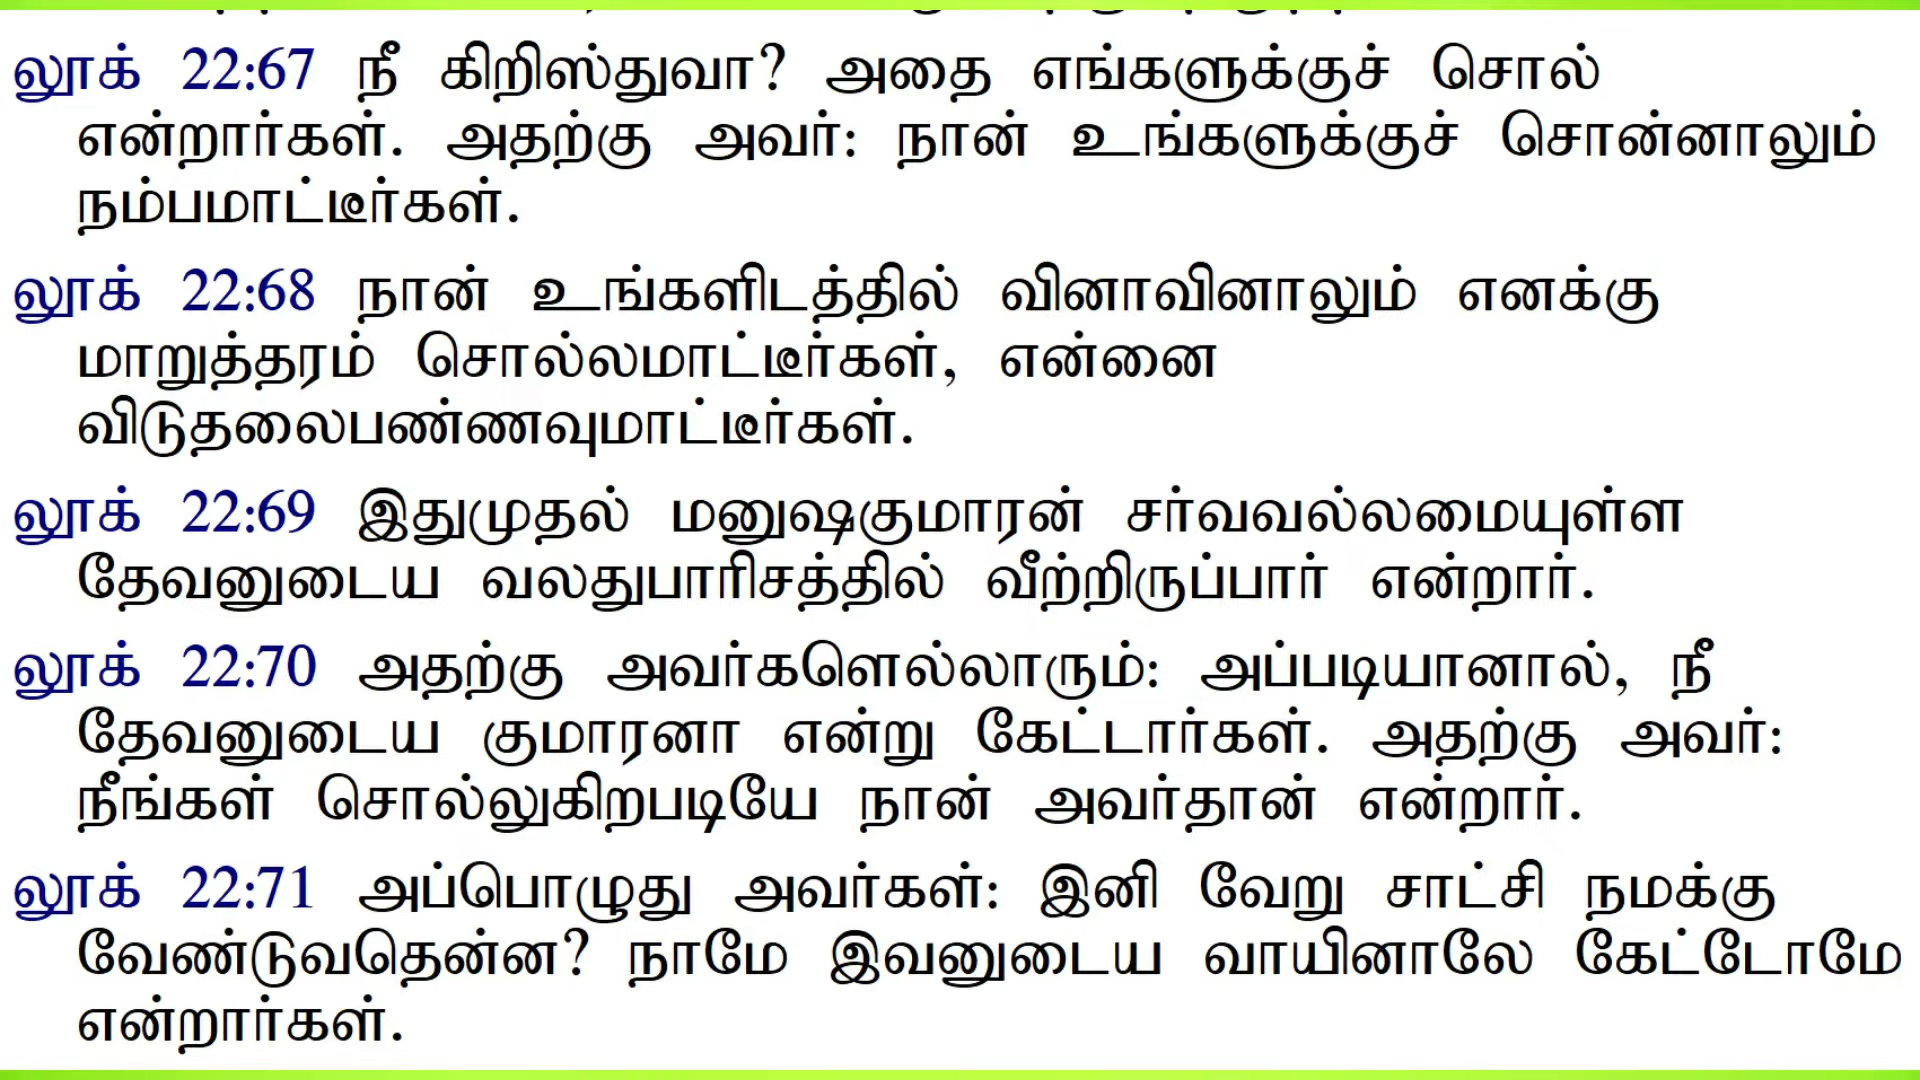 லூக் 22:67 நீ கிறிஸ்துவா? அதை எங்களுக்குச் சொல்
என்றார்கள். அதற்கு அவர்: நான் உங்களுக்குச் சொன்னாலும்
நம்பமாட்டீர்கள்.
லூக் 22:68 நான் உங்களிடத்தில் வினாவினாலும் எனக்கு
மாறுத்தரம் சொல்லமாட்டீர்கள், என்னை
விடுதலைபண்ணவுமாட்டீர்கள்.
லூக் 22:69 இதுமுதல் மனுஷகுமாரன் சர்வவல்லமையுள்ள
தேவனுடைய வலதுபாரிசத்தில் வீற்றிருப்பார் என்றார்.
லூக் 22:70 அதற்கு அவர்களெல்லாரும்: அப்படியானால், நீ
தேவனுடைய குமாரனா என்று கேட்டார்கள். அதற்கு அவர்:
நீங்கள் சொல்லுகிறபடியே நான் அவர்தான் என்றார்.
லூக் 22:71 அப்பொழுது அவர்கள்: இனி வேறு சாட்சி நமக்கு
வேண்டுவதென்ன? நாமே இவனுடைய வாயினாலே கேட்டோமே
என்றார்கள்.